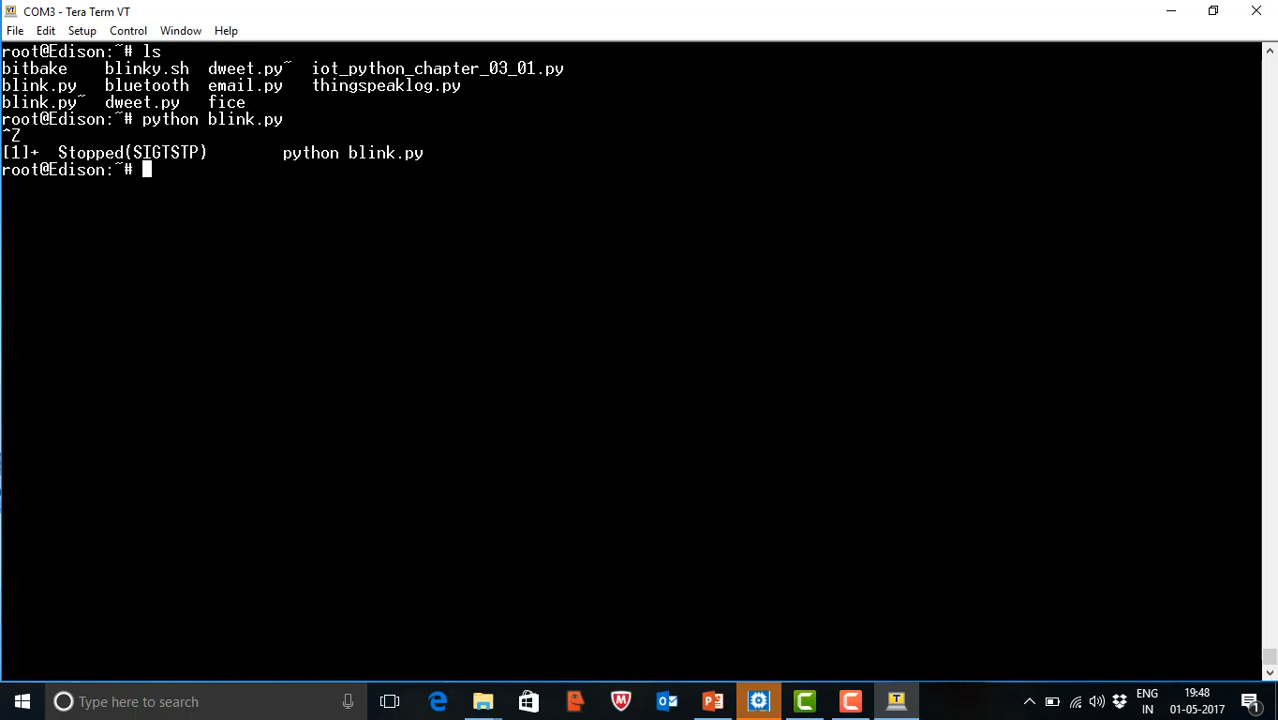 COM3 - Tera Term VT
File Edit Setup Control Window Help
root@Edison:~# ls
bitbake blinky.sh dweet.py~ iot_python_chapter_03_01.py
blink.py bluetooth email.py thingspeaklog.py
blink.py~ dweet.py fice
root@Edison:~# python blink.py
^Z
[1]+ Stopped(SIGTSTP) python blink.py
root@Edison:~#
Type here to search
ENG 19:48
IN 01-05-2017